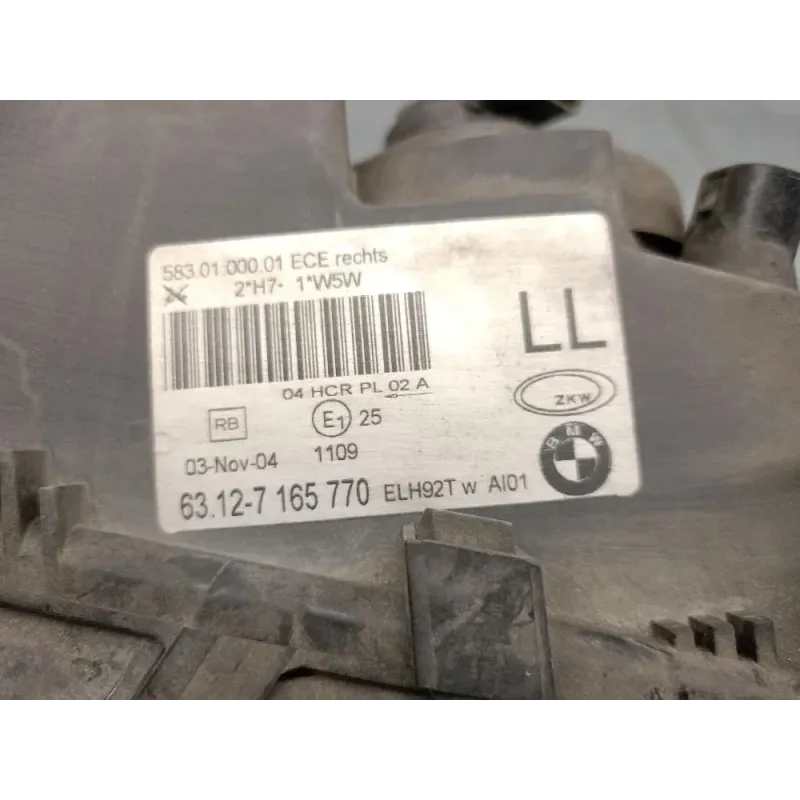 583.01.000.01 ECE rechts
2*H7· 1*W5W
LL
04 HCR PL 02 A
ZKW
RB
E1 25
BMW
03-Nov-04 1109
63.12-7 165 770 ELH92T w AI01